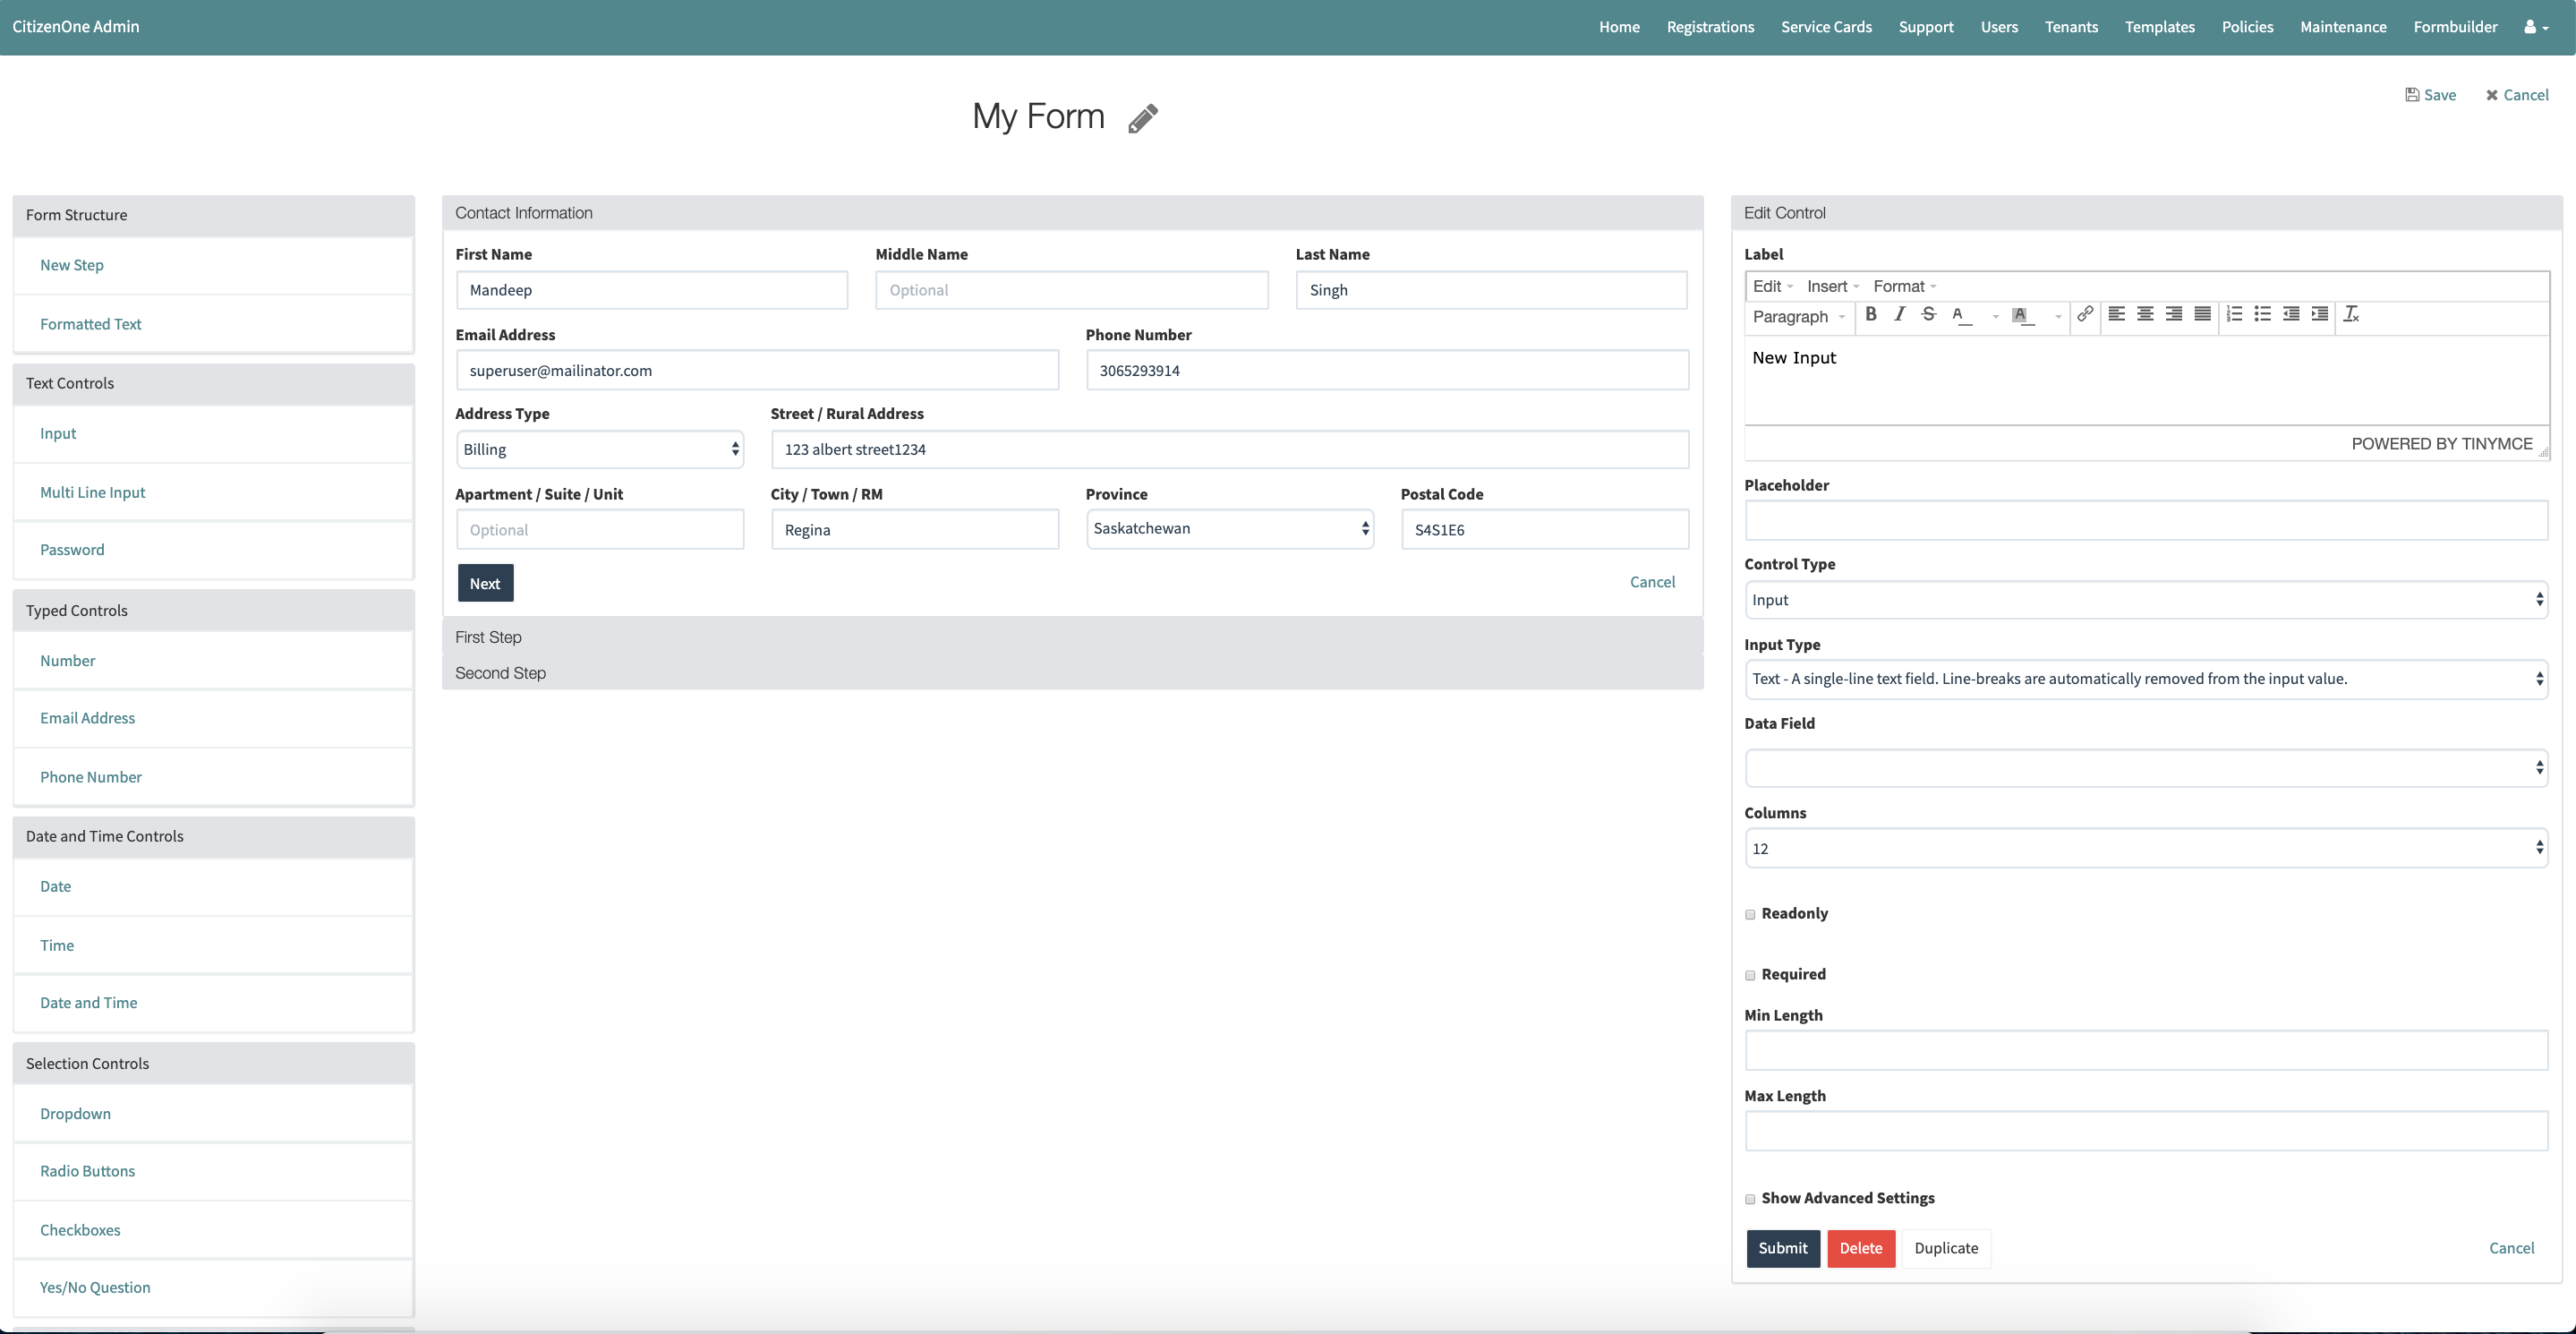 CitizenOne Admin
Home Registrations Service Cards Support Users Tenants Templates Policies Maintenance Formbuilder
My Form
Save Cancel
Form Structure
New Step
Formatted Text
Text Controls
Input
Multi Line Input
Password
Typed Controls
Number
Email Address
Phone Number
Date and Time Controls
Date
Time
Date and Time
Selection Controls
Dropdown
Radio Buttons
Checkboxes
Yes/No Question
Contact Information
First Name Middle Name Last Name
Mandeep Optional Singh
Email Address Phone Number
superuser@mailinator.com 3065293914
Address Type Street / Rural Address
Billing 123 albert street1234
Apartment / Suite / Unit City / Town / RM Province Postal Code
Optional Regina Saskatchewan S4S1E6
Next Cancel
First Step
Second Step
Edit Control
Label
Edit Insert Format
Paragraph B I S A A
New Input
POWERED BY TINYMCE
Placeholder
Control Type
Input
Input Type
Text - A single-line text field. Line-breaks are automatically removed from the input value.
Data Field
Columns
12
Readonly
Required
Min Length
Max Length
Show Advanced Settings
Submit Delete Duplicate Cancel